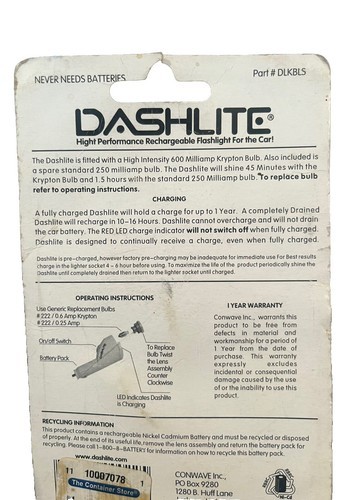 NEVER NEEDS BATTERIES
Part # DLKBLS
DASHLITE®
Hight Performance Rechargeable Flashlight For the Car!
The Dashlite is fitted with a High Intensity 600 Milliamp Krypton Bulb. Also included is
a spare standard 250 milliamp bulb. The Dashlite will shine 45 Minutes with the
Krypton Bulb and 1.5 hours with the standard 250 Milliamp bulb. *To replace bulb
refer to operating instructions.
CHARGING
A fully charged Dashlite will hold a charge for up to 1 Year. A completely Drained
Dashlite will recharge in 10-16 Hours. Dashlite cannot overcharge and will not drain
the car battery. The RED LED charge indicator will not switch off when fully charged.
Dashlite is designed to continually receive a charge, even when fully charged.
Dashlite is pre-charged, however factory pre-charging may be inadequate for immediate use For Best results
charge in the lighter socket 4 - 6 hour before using. To maximize the life of the product periodically shine the
Dashlite until completely drained then return to the lighter socket until charged.
OPERATING INSTRUCTIONS
Use Generic Replacement Bulbs
# 222 / 0.6 Amp Krypton
# 222 / 0.25 Amp
On/off Switch
Battery Pack
To Replace
Bulb Twist
the Lens
Assembly
Counter
Clockwise
LED Indicates Dashlite
is Charging
1 YEAR WARRANTY
Conwave Inc., warrants this
product to be free from
defects in material and
workmanship for a period of
1 Year from the date of
purchase. This warranty
expressly excludes
incidental or consequential
damage caused by the use
of or the inability to use this
product.
RECYCLING INFORMATION
This product contains a rechargeable Nickel Cadmium Battery and must be recycled or disposed
of properly. At the end of its useful life, remove the lens assembly and return the battery pack for
recycling. Please call 1-800-8-BATTERY for information on how to recycle this battery pack.
www.dashlite.com
11 10007078 1
The Container Store®
CONWAVE INC.,
PO Box 9280
1280 B. Huff Lane